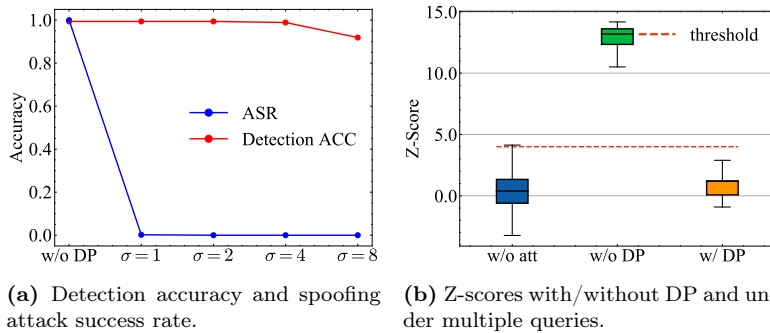 1.0
0.8
0.6
0.4
0.2
0.0
Accuracy
ASR
Detection ACC
w/o DP σ = 1 σ = 2 σ = 4 σ = 8
(a) Detection accuracy and spoofing
attack success rate.
15.0
10.0
5.0
0.0
Z-Score
threshold
w/o att w/o DP w/ DP
(b) Z-scores with/without DP and un-
der multiple queries.